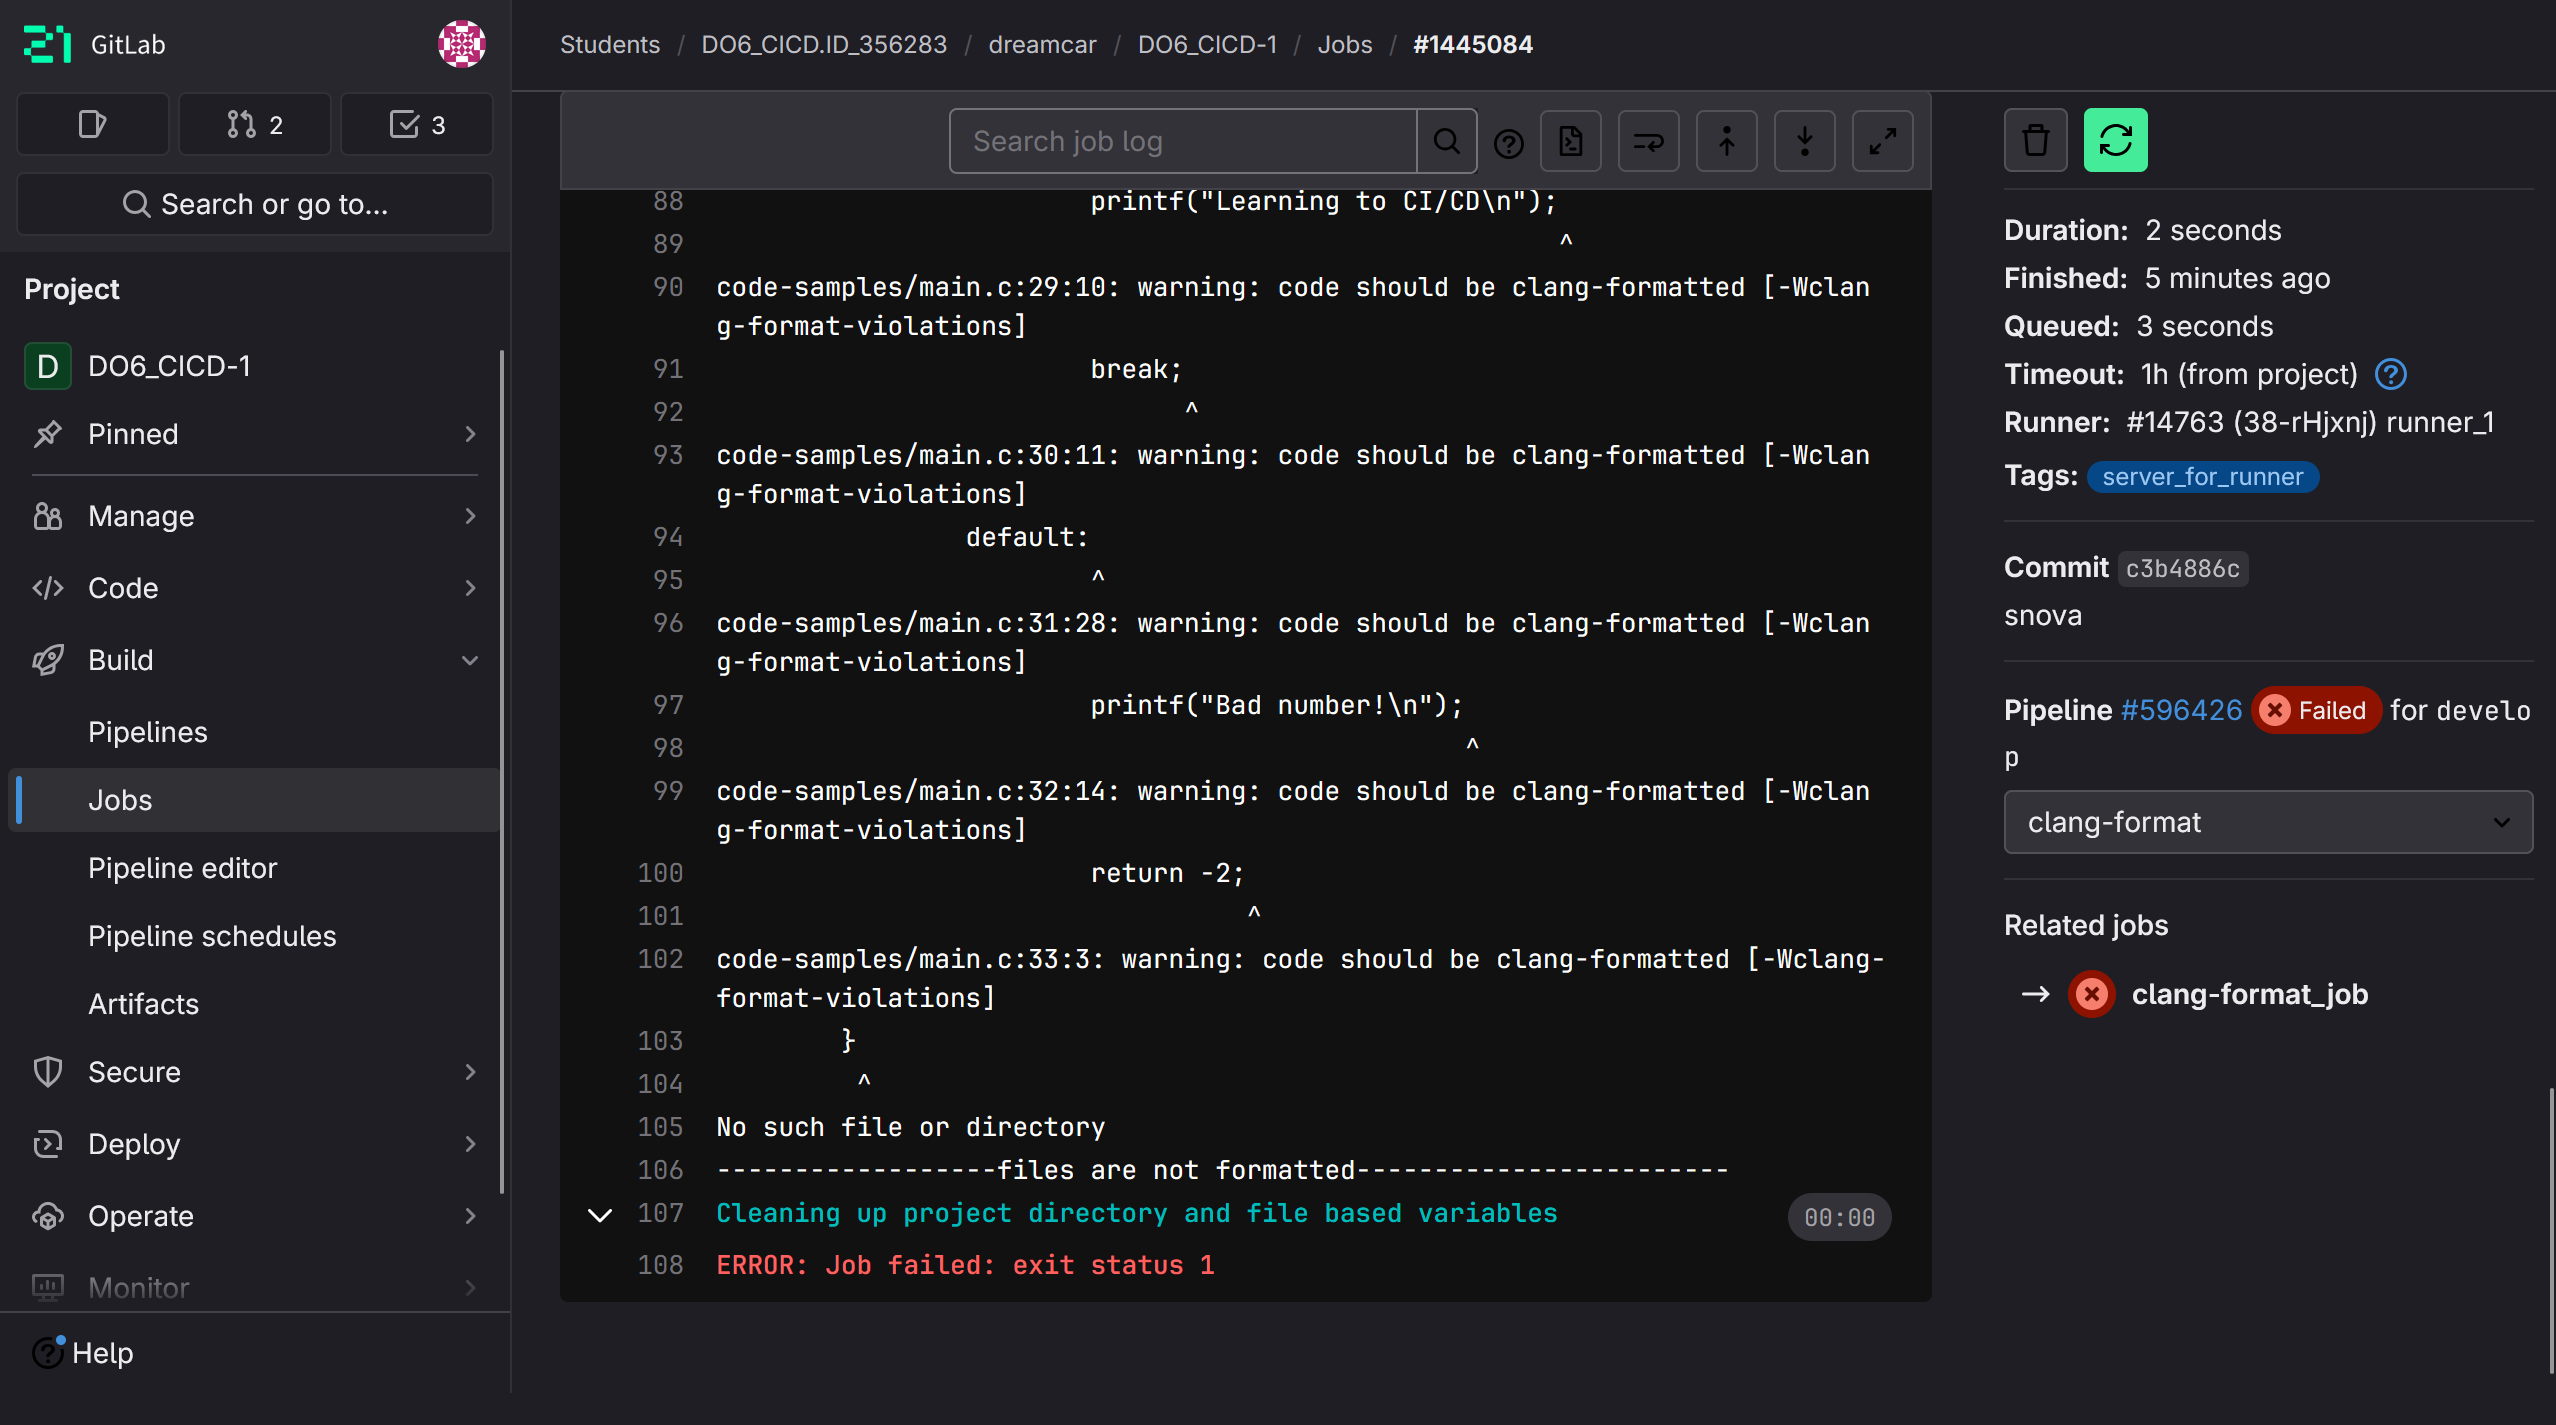 GitLab
2
3
Search or go to...
Project
D DO6_CICD-1
Pinned
Manage
Code
Build
Pipelines
Jobs
Pipeline editor
Pipeline schedules
Artifacts
Secure
Deploy
Operate
Monitor
Help
Students / DO6_CICD.ID_356283 / dreamcar / DO6_CICD-1 / Jobs / #1445084
Search job log
88 printf("Learning to CI/CD\n");
89 ^
90 code-samples/main.c:29:10: warning: code should be clang-formatted [-Wclan
g-format-violations]
91 break;
92 ^
93 code-samples/main.c:30:11: warning: code should be clang-formatted [-Wclan
g-format-violations]
94 default:
95 ^
96 code-samples/main.c:31:28: warning: code should be clang-formatted [-Wclan
g-format-violations]
97 printf("Bad number!\n");
98 ^
99 code-samples/main.c:32:14: warning: code should be clang-formatted [-Wclan
g-format-violations]
100 return -2;
101 ^
102 code-samples/main.c:33:3: warning: code should be clang-formatted [-Wclang-
format-violations]
103 }
104 ^
105 No such file or directory
106 ------------------files are not formatted------------------------
107 Cleaning up project directory and file based variables 00:00
108 ERROR: Job failed: exit status 1
Duration: 2 seconds
Finished: 5 minutes ago
Queued: 3 seconds
Timeout: 1h (from project)
Runner: #14763 (38-rHjxnj) runner_1
Tags: server_for_runner
Commit c3b4886c
snova
Pipeline #596426 Failed for develo
p
clang-format
Related jobs
clang-format_job